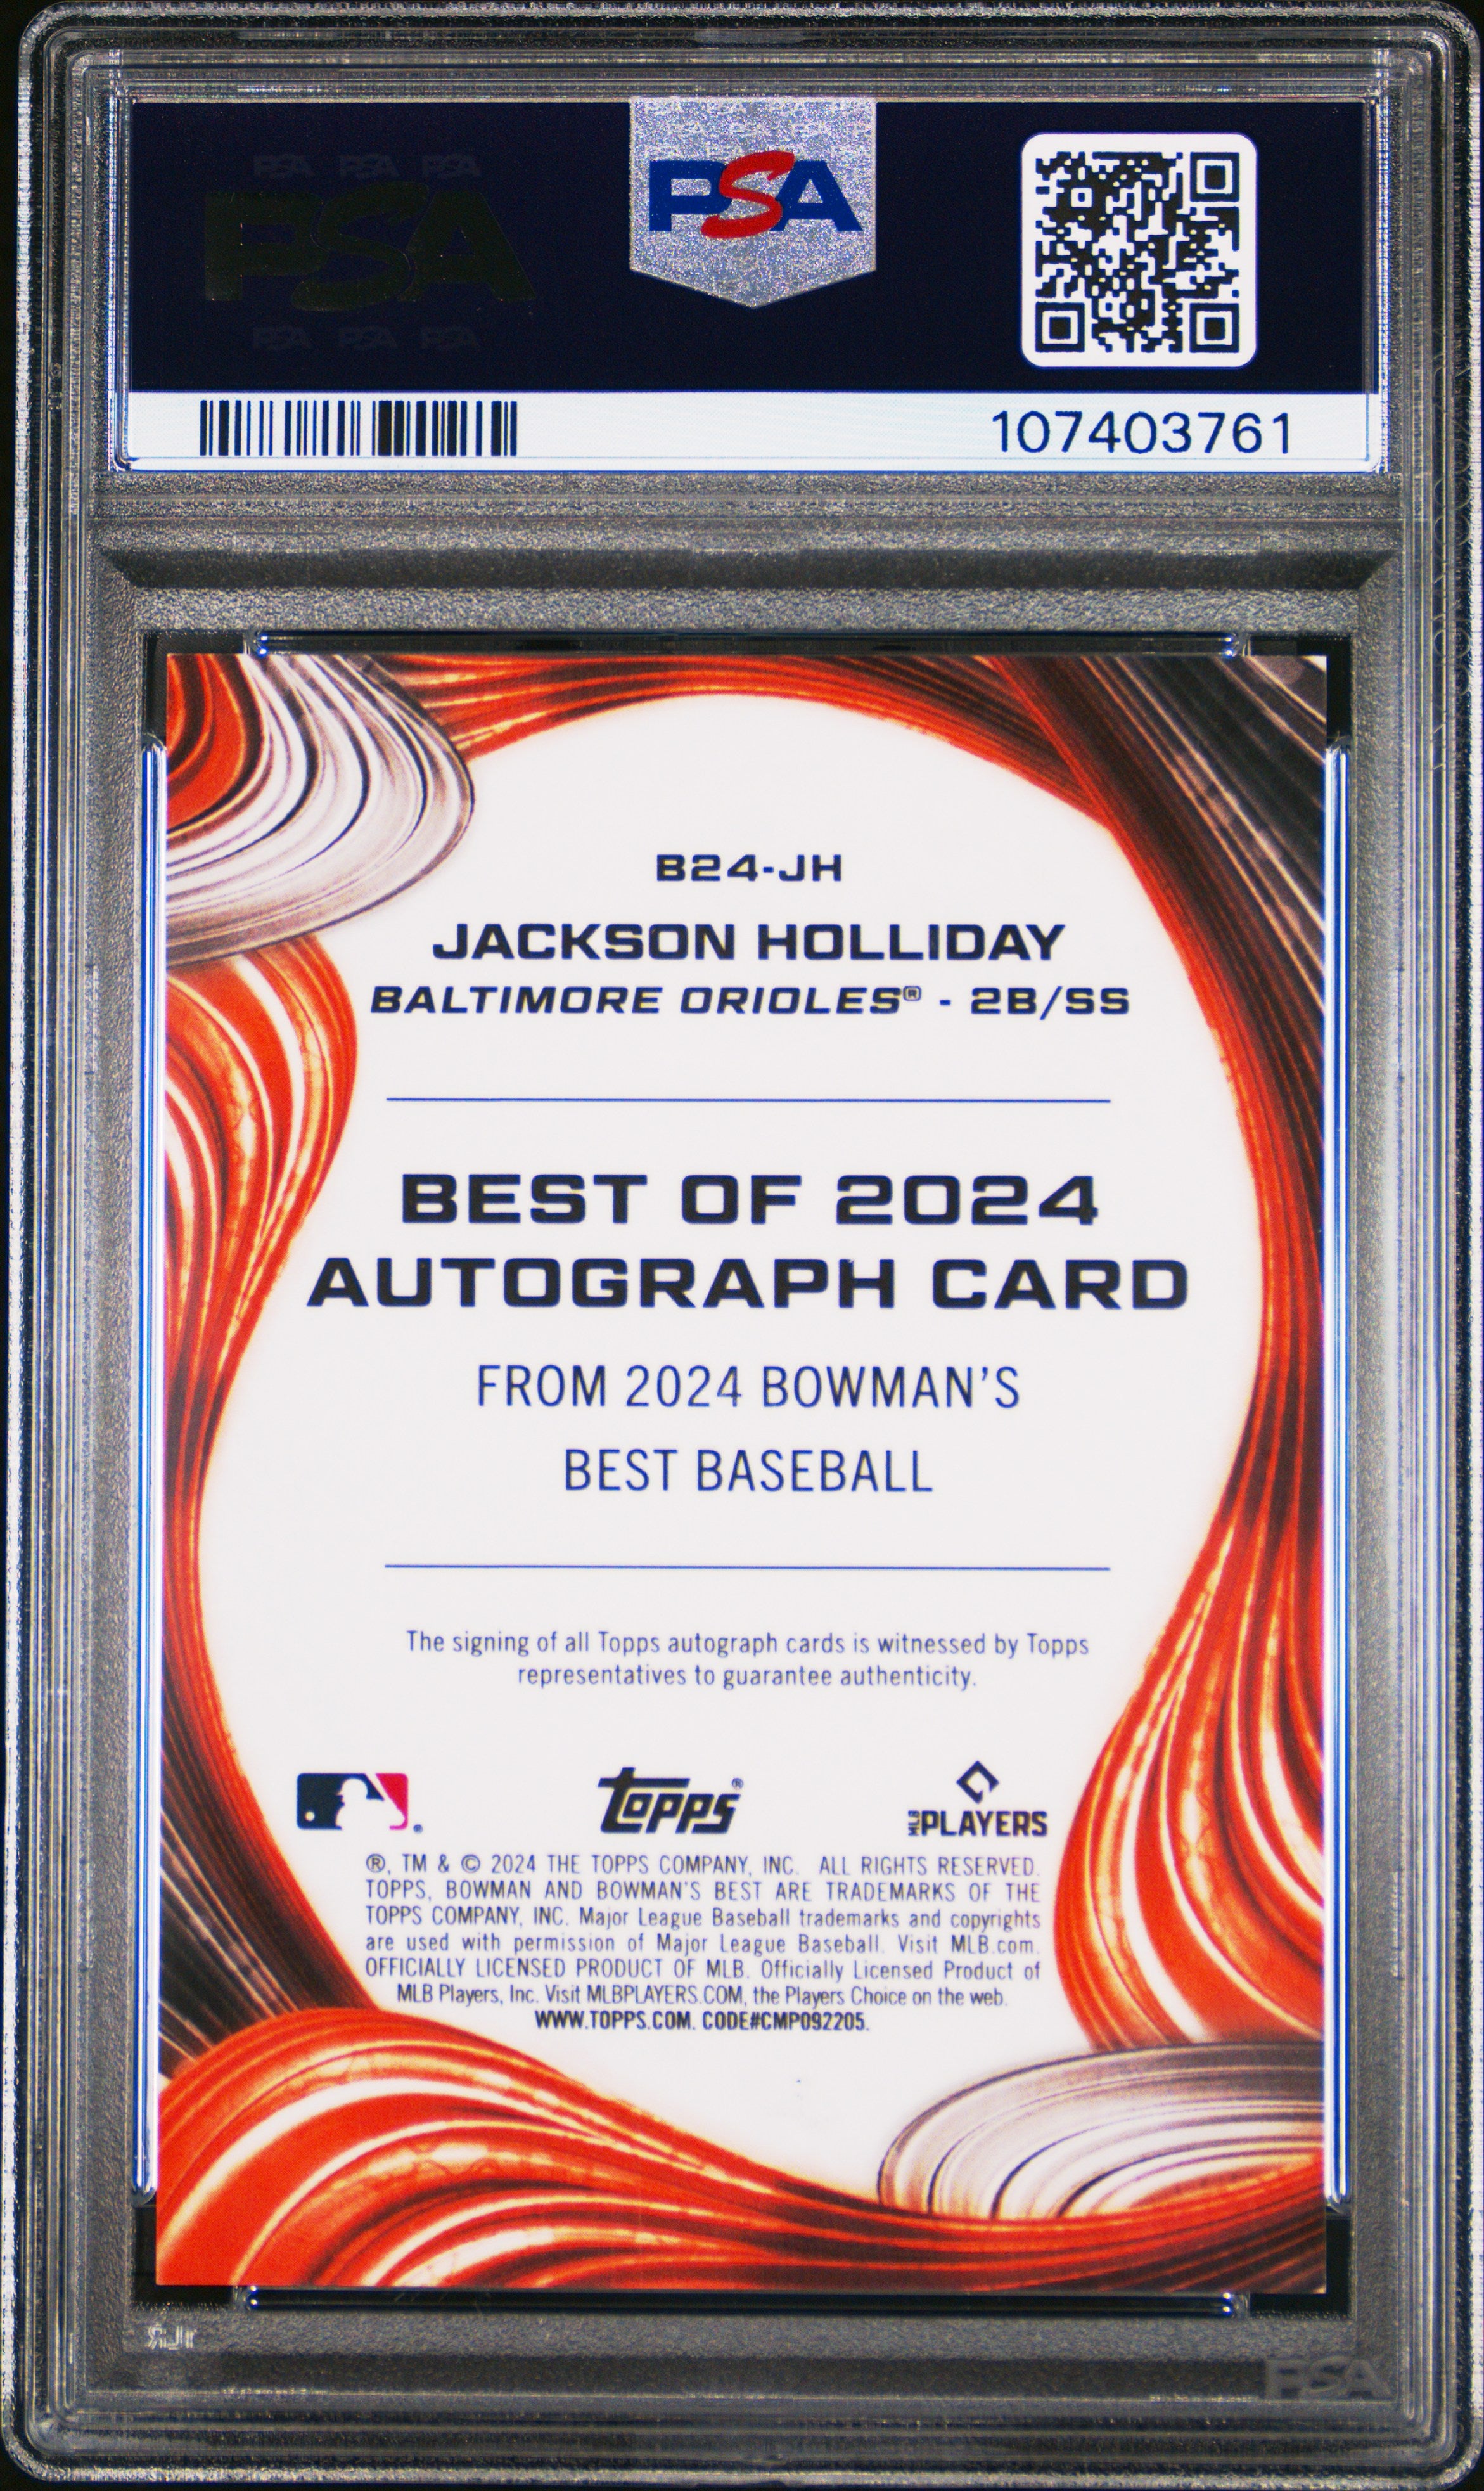 PSA PSA PSA
PSA
PSA PSA PSA
PSA
107403761
B24-JH
JACKSON HOLLIDAY
BALTIMORE ORIOLES® - 2B/SS
BEST OF 2024
AUTOGRAPH CARD
FROM 2024 BOWMAN'S
BEST BASEBALL
The signing of all Topps autograph cards is witnessed by Topps
representatives to guarantee authenticity.
Topps® MLB PLAYERS
®, TM & © 2024 THE TOPPS COMPANY, INC. ALL RIGHTS RESERVED.
TOPPS, BOWMAN AND BOWMAN'S BEST ARE TRADEMARKS OF THE
TOPPS COMPANY, INC. Major League Baseball trademarks and copyrights
are used with permission of Major League Baseball. Visit MLB.com.
OFFICIALLY LICENSED PRODUCT OF MLB. Officially Licensed Product of
MLB Players, Inc. Visit MLBPLAYERS.COM, the Players Choice on the web.
WWW.TOPPS.COM. CODE#CMP092205.
PSA